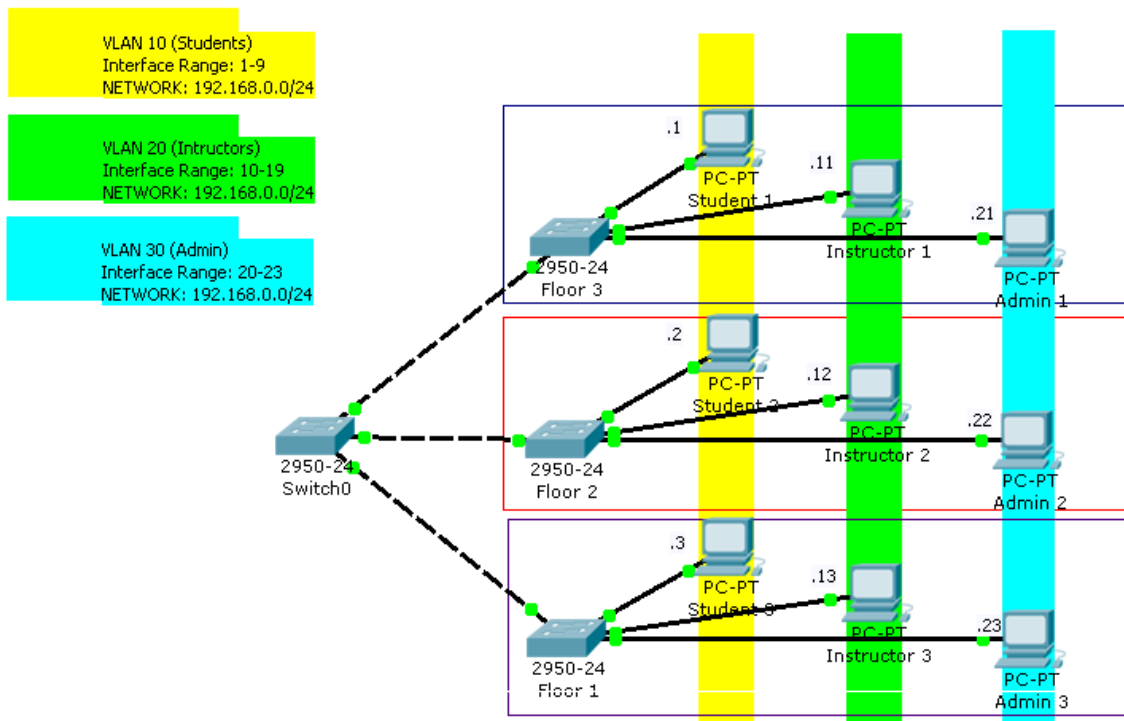 VLAN 10 (Students)
Interface Range: 1-9
NETWORK: 192.168.0.0/24
VLAN 20 (Intructors)
Interface Range: 10-19
NETWORK: 192.168.0.0/24
VLAN 30 (Admin)
Interface Range: 20-23
NETWORK: 192.168.0.0/24
.1
PC-PT
Student 1
.11
PC-PT
Instructor 1
.21
PC-PT
Admin 1
2950-24
Floor 3
.2
PC-PT
Student 2
.12
PC-PT
Instructor 2
.22
PC-PT
Admin 2
2950-24
Floor 2
2950-24
Switch0
.3
PC-PT
Student 3
.13
PC-PT
Instructor 3
.23
PC-PT
Admin 3
2950-24
Floor 1